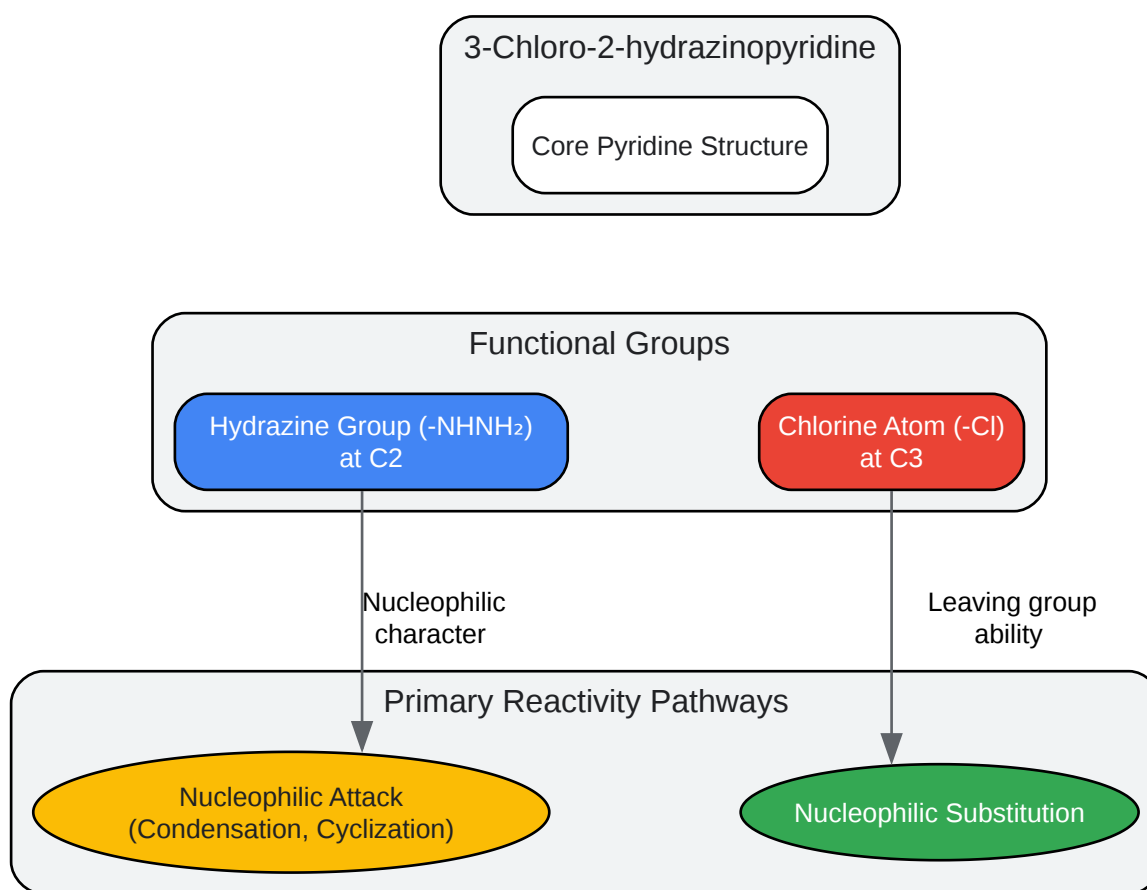 3-Chloro-2-hydrazinopyridine
Core Pyridine Structure
Functional Groups
Hydrazine Group (-NHNH₂)
at C2
Chlorine Atom (-Cl)
at C3
Nucleophilic
character
Leaving group
ability
Primary Reactivity Pathways
Nucleophilic Attack
(Condensation, Cyclization)
Nucleophilic Substitution